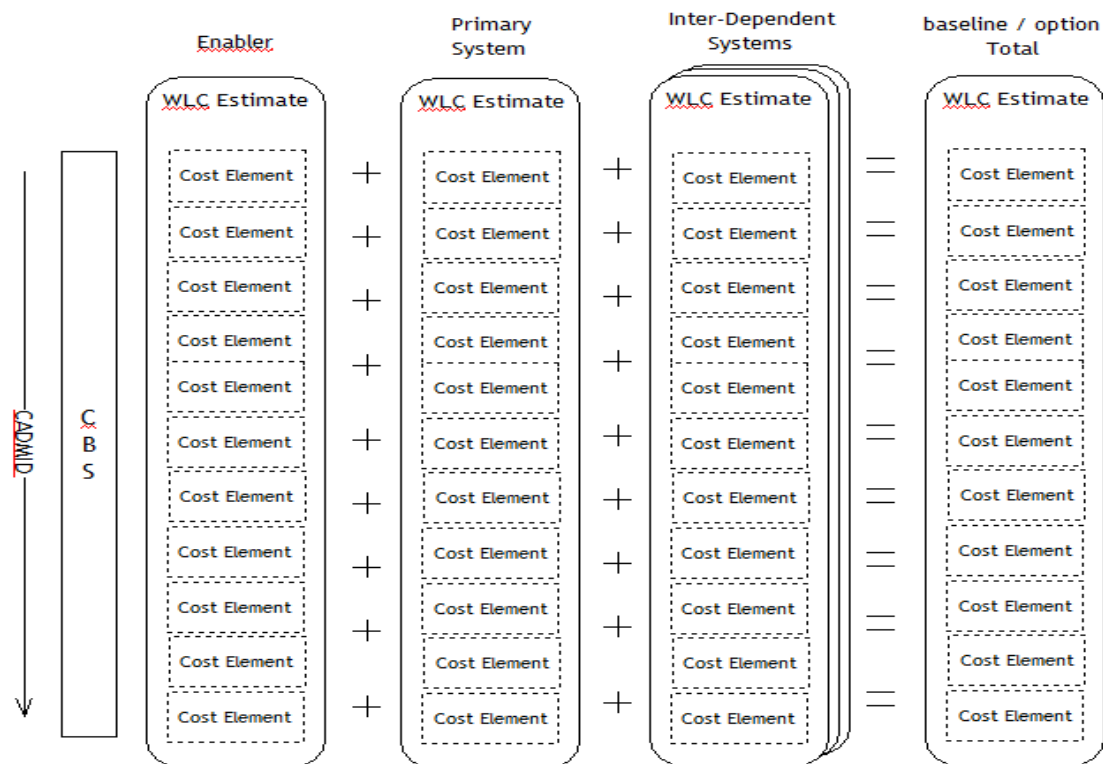 Enabler
Primary
System
Inter-Dependent
Systems
baseline / option
Total
WLC Estimate WLC Estimate WLC Estimate WLC Estimate
CADMID
C
B
S
Cost Element + Cost Element + Cost Element = Cost Element
Cost Element + Cost Element + Cost Element = Cost Element
Cost Element + Cost Element + Cost Element = Cost Element
Cost Element + Cost Element + Cost Element = Cost Element
Cost Element Cost Element Cost Element Cost Element
Cost Element + Cost Element + Cost Element = Cost Element
Cost Element + Cost Element + Cost Element = Cost Element
Cost Element + Cost Element + Cost Element = Cost Element
Cost Element + Cost Element + Cost Element = Cost Element
Cost Element Cost Element Cost Element Cost Element
Cost Element + Cost Element + Cost Element = Cost Element